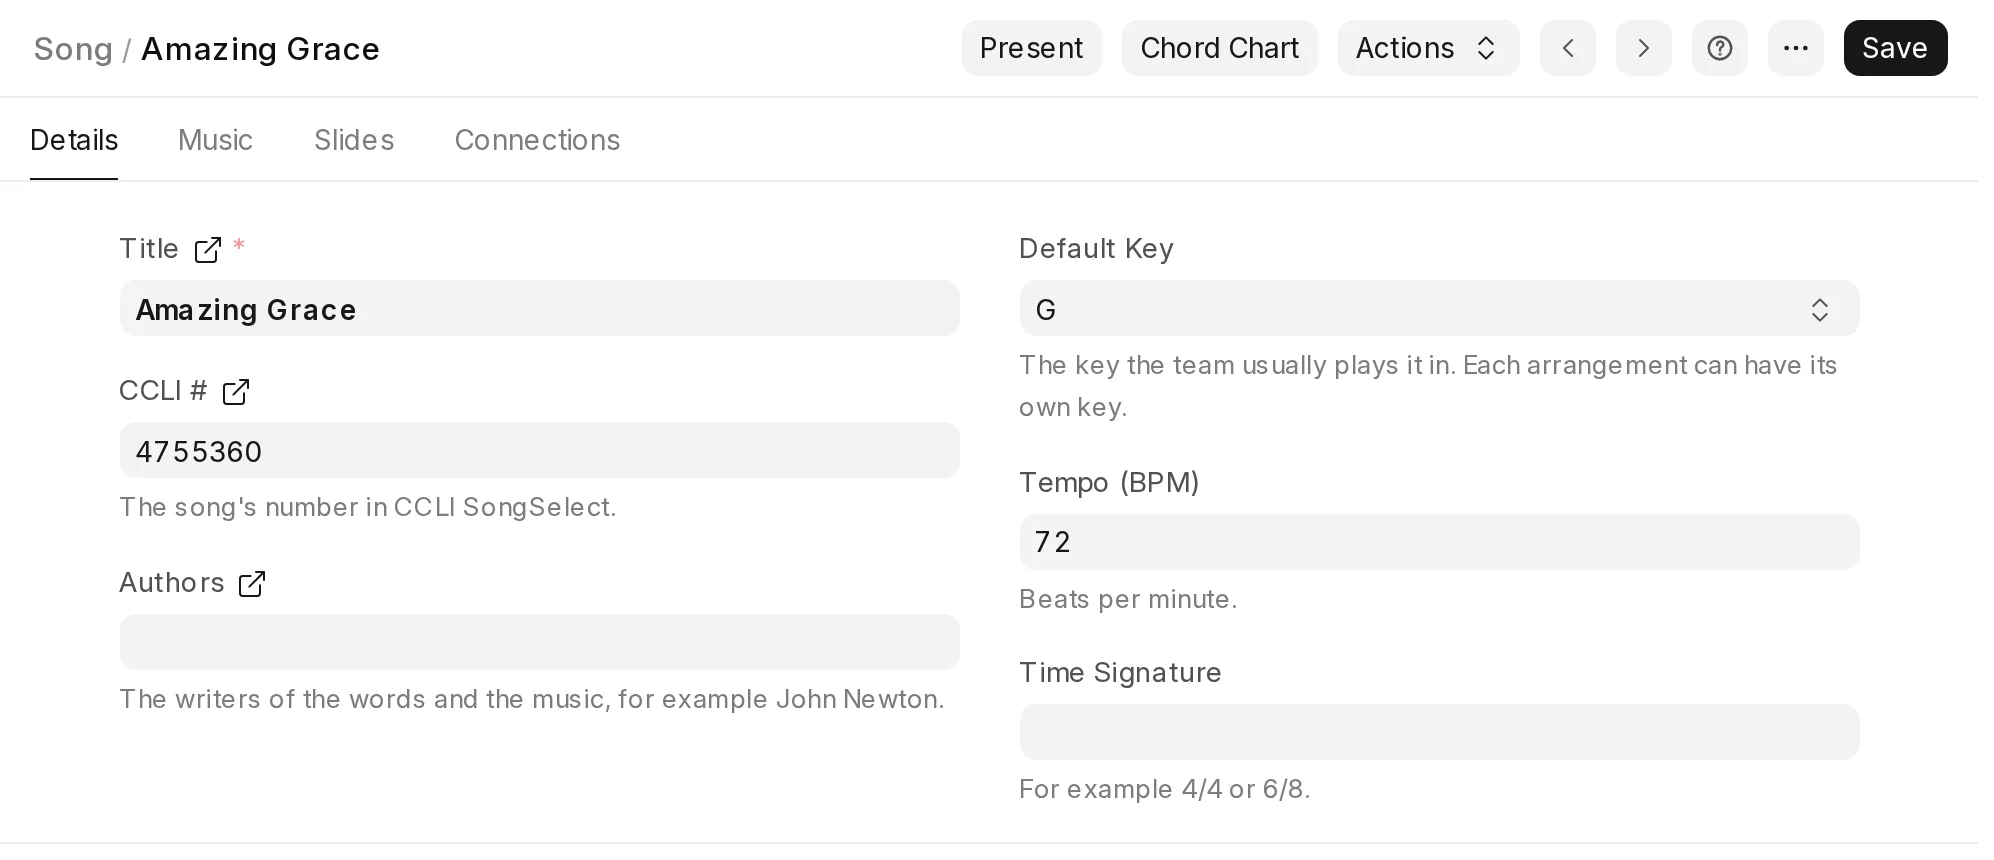 Song / Amazing Grace
Present
Chord Chart
Actions
Save
Details
Music
Slides
Connections
Title *
Amazing Grace
CCLI #
4755360
The song's number in CCLI SongSelect.
Authors
The writers of the words and the music, for example John Newton.
Default Key
G
The key the team usually plays it in. Each arrangement can have its
own key.
Tempo (BPM)
72
Beats per minute.
Time Signature
For example 4/4 or 6/8.